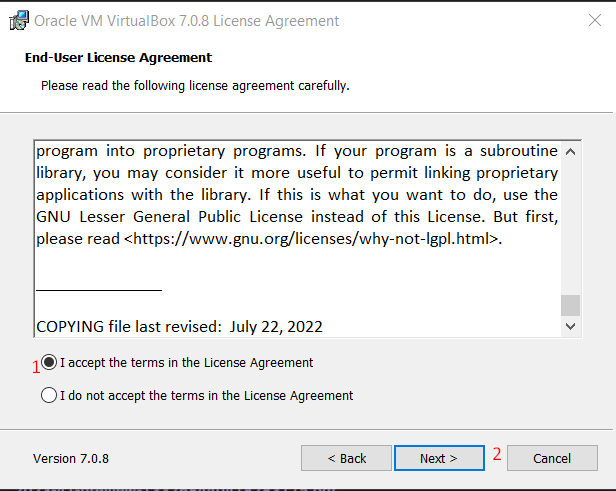 Oracle VM VirtualBox 7.0.8 License Agreement
End-User License Agreement
Please read the following license agreement carefully.
program into proprietary programs. If your program is a subroutine
library, you may consider it more useful to permit linking proprietary
applications with the library. If this is what you want to do, use the
GNU Lesser General Public License instead of this License. But first,
please read <https://www.gnu.org/licenses/why-not-lgpl.html>.
COPYING file last revised: July 22, 2022
1 I accept the terms in the License Agreement
I do not accept the terms in the License Agreement
Version 7.0.8 < Back Next > 2 Cancel